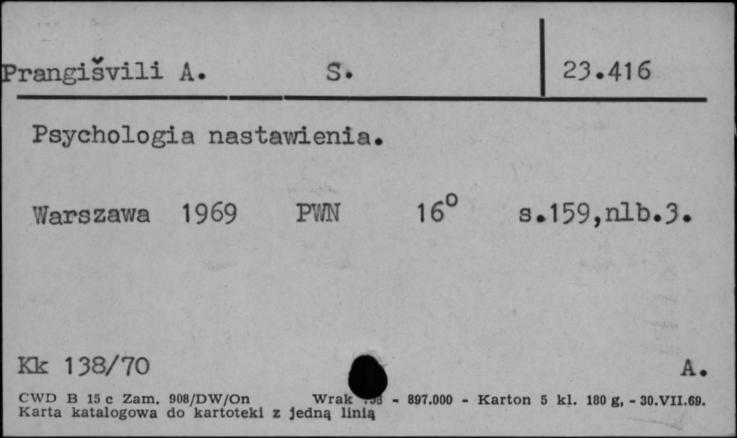 Prangišvili A. S. 23.416
Psychologia nastawienia.
Warszawa 1969 PWN 16° s.159,nlb.3.
Kk 138/70 A.
CWD B 15 c Zam. 908/DW/On Wrak - 897.000 - Karton 5 kl. 180 g, - 30.VII.69.
Karta katalogowa do kartoteki z jedną linią